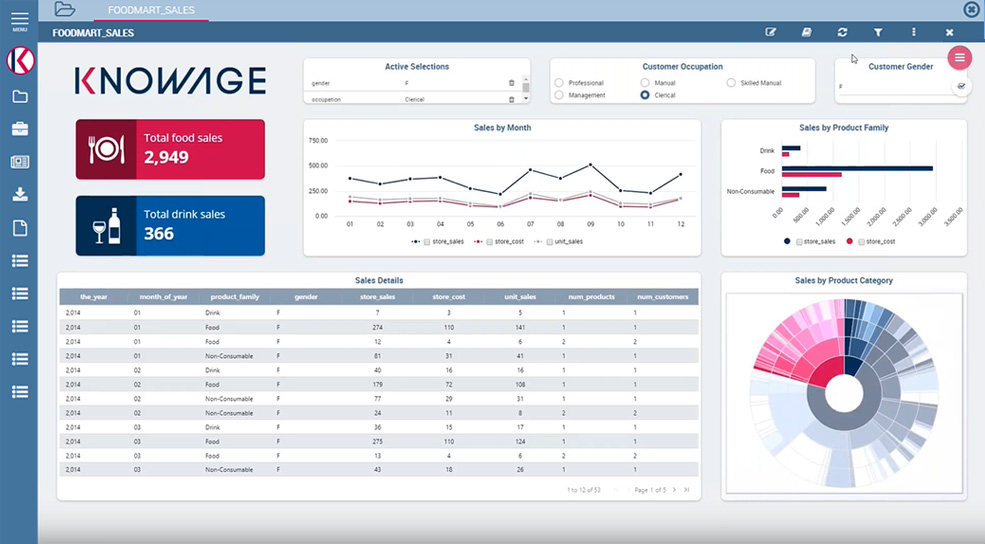 FOODMART_SALES
MENU
FOODMART_SALES
KNOWAGE
Active Selections
gender F
occupation Clerical
Customer Occupation
Professional Manual Skilled Manual
Management Clerical
Customer Gender
F
Total food sales
2,949
Total drink sales
366
Sales by Month
750.00
500.00
250.00
0.00
01 02 03 04 05 06 07 08 09 10 11 12
store_sales store_cost unit_sales
Sales by Product Family
Drink
Food
Non-Consumable
0.00 500.00 1,000.00 1,500.00 2,000.00 2,500.00 3,000.00 3,500.00
store_sales store_cost
Sales Details
the_year month_of_year product_family gender store_sales store_cost unit_sales num_products num_customers
2,014 01 Drink F 7 3 5 1 1
2,014 01 Food F 274 110 141 1 1
2,014 01 Food F 12 4 6 2 2
2,014 01 Non-Consumable F 81 31 41 1 1
2,014 02 Drink F 40 16 16 1 1
2,014 02 Food F 179 72 108 1 1
2,014 02 Non-Consumable F 77 29 31 1 1
2,014 02 Non-Consumable F 24 11 8 2 2
2,014 03 Drink F 36 15 17 1 1
2,014 03 Food F 275 110 124 1 1
2,014 03 Food F 13 4 6 2 2
2,014 03 Non-Consumable F 43 18 26 1 1
1 to 12 of 53 Page 1 of 5
Sales by Product Category